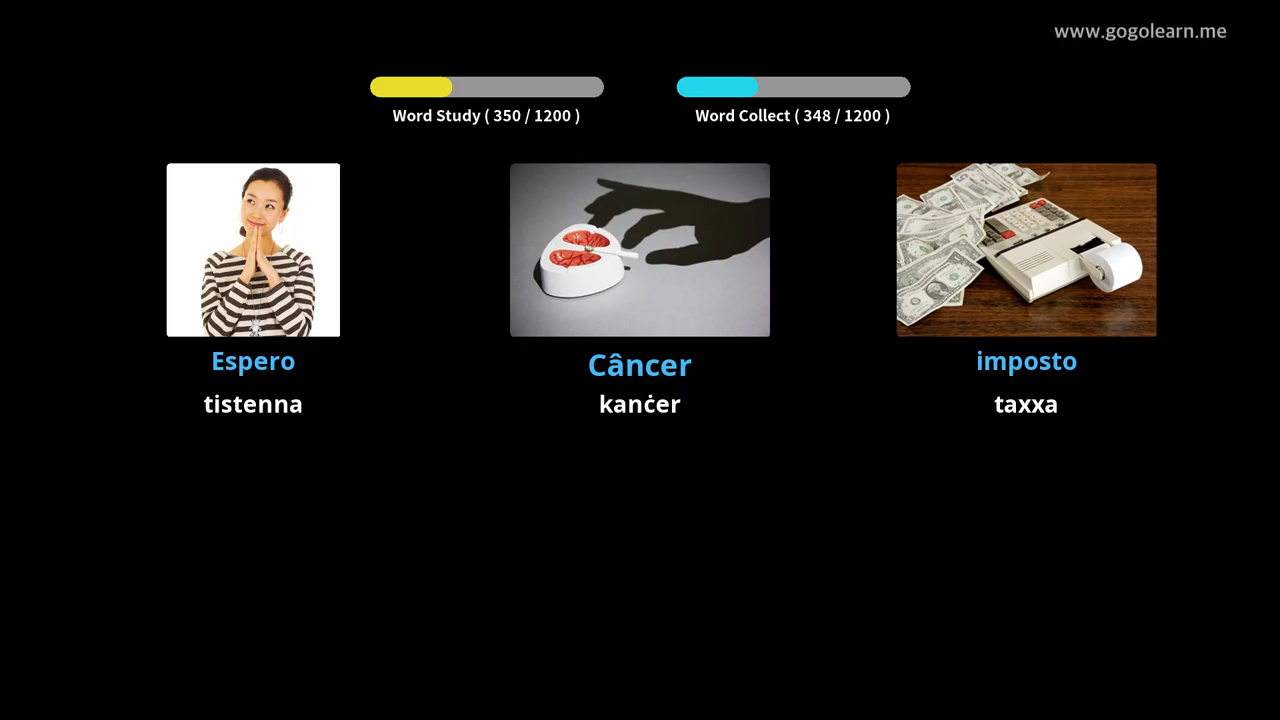 www.gogolearn.me
Word Study ( 350 / 1200 )
Word Collect ( 348 / 1200 )
Espero
Câncer
imposto
tistenna
kanċer
taxxa